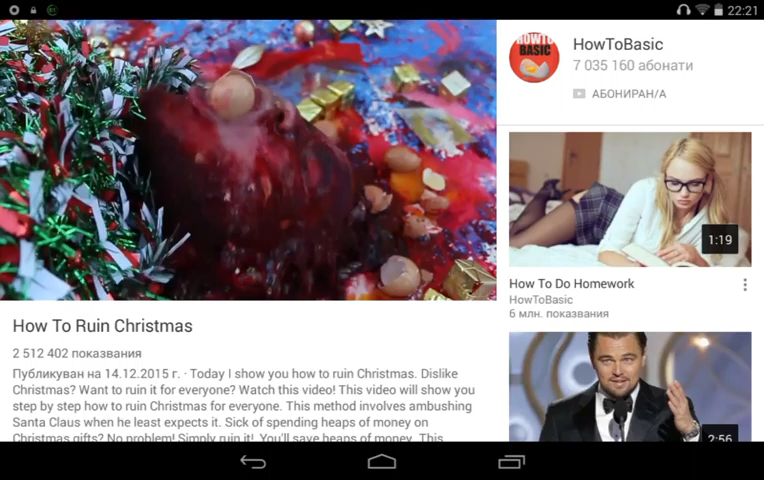 22:21
HOWTO
BASIC
HowToBasic
7 035 160 абонати
АБОНИРАН/А
1:19
How To Do Homework
HowToBasic
6 млн. показвания
2:56
How To Ruin Christmas
2 512 402 показвания
Публикуван на 14.12.2015 г. · Today I show you how to ruin Christmas. Dislike
Christmas? Want to ruin it for everyone? Watch this video! This video will show you
step by step how to ruin Christmas for everyone. This method involves ambushing
Santa Claus when he least expects it. Sick of spending heaps of money on
Christmas gifts? No problem! Simply ruin it! You'll save heaps of money. This